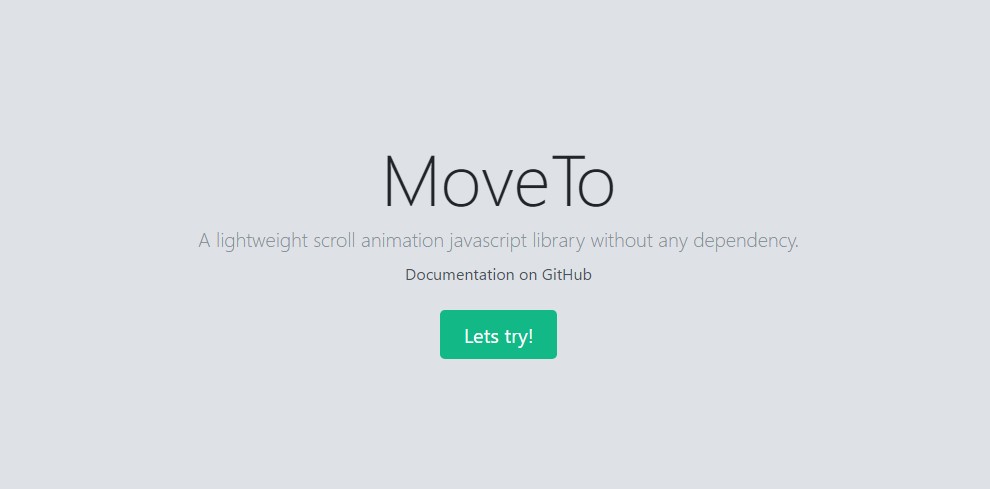 MoveTo
A lightweight scroll animation javascript library without any dependency.
Documentation on GitHub
Lets try!